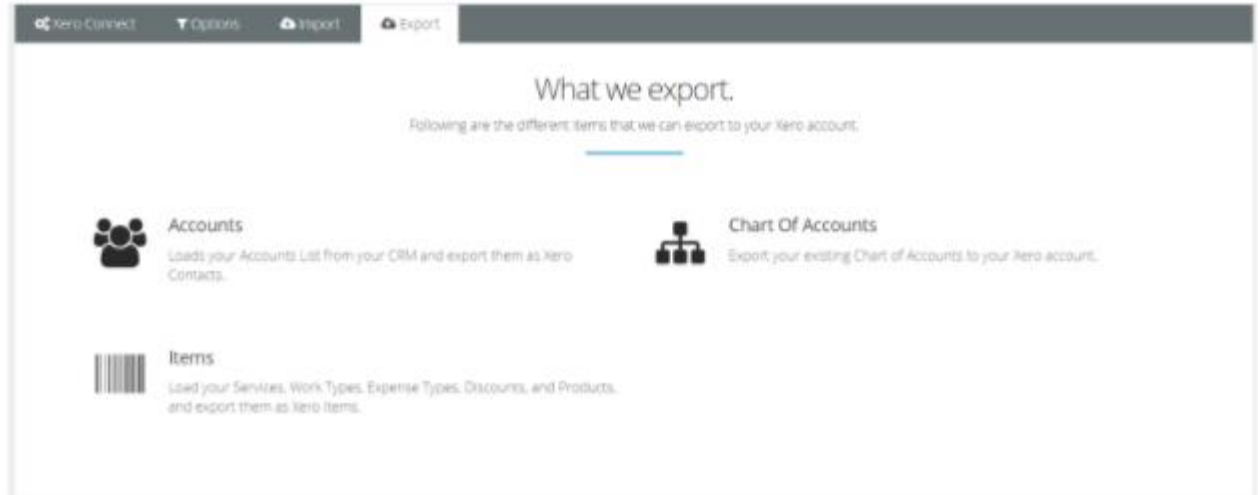 Xero Connect
Options
Import
Export
What we export.
Following are the different items that we can export to your Xero account.
Accounts
Loads your Accounts List from your CRM and export them as Xero
Contacts.
Chart Of Accounts
Export your existing Chart of Accounts to your Xero account.
Items
Load your Services, Work Types, Expense Types, Discounts, and Products,
and export them as Xero Items.